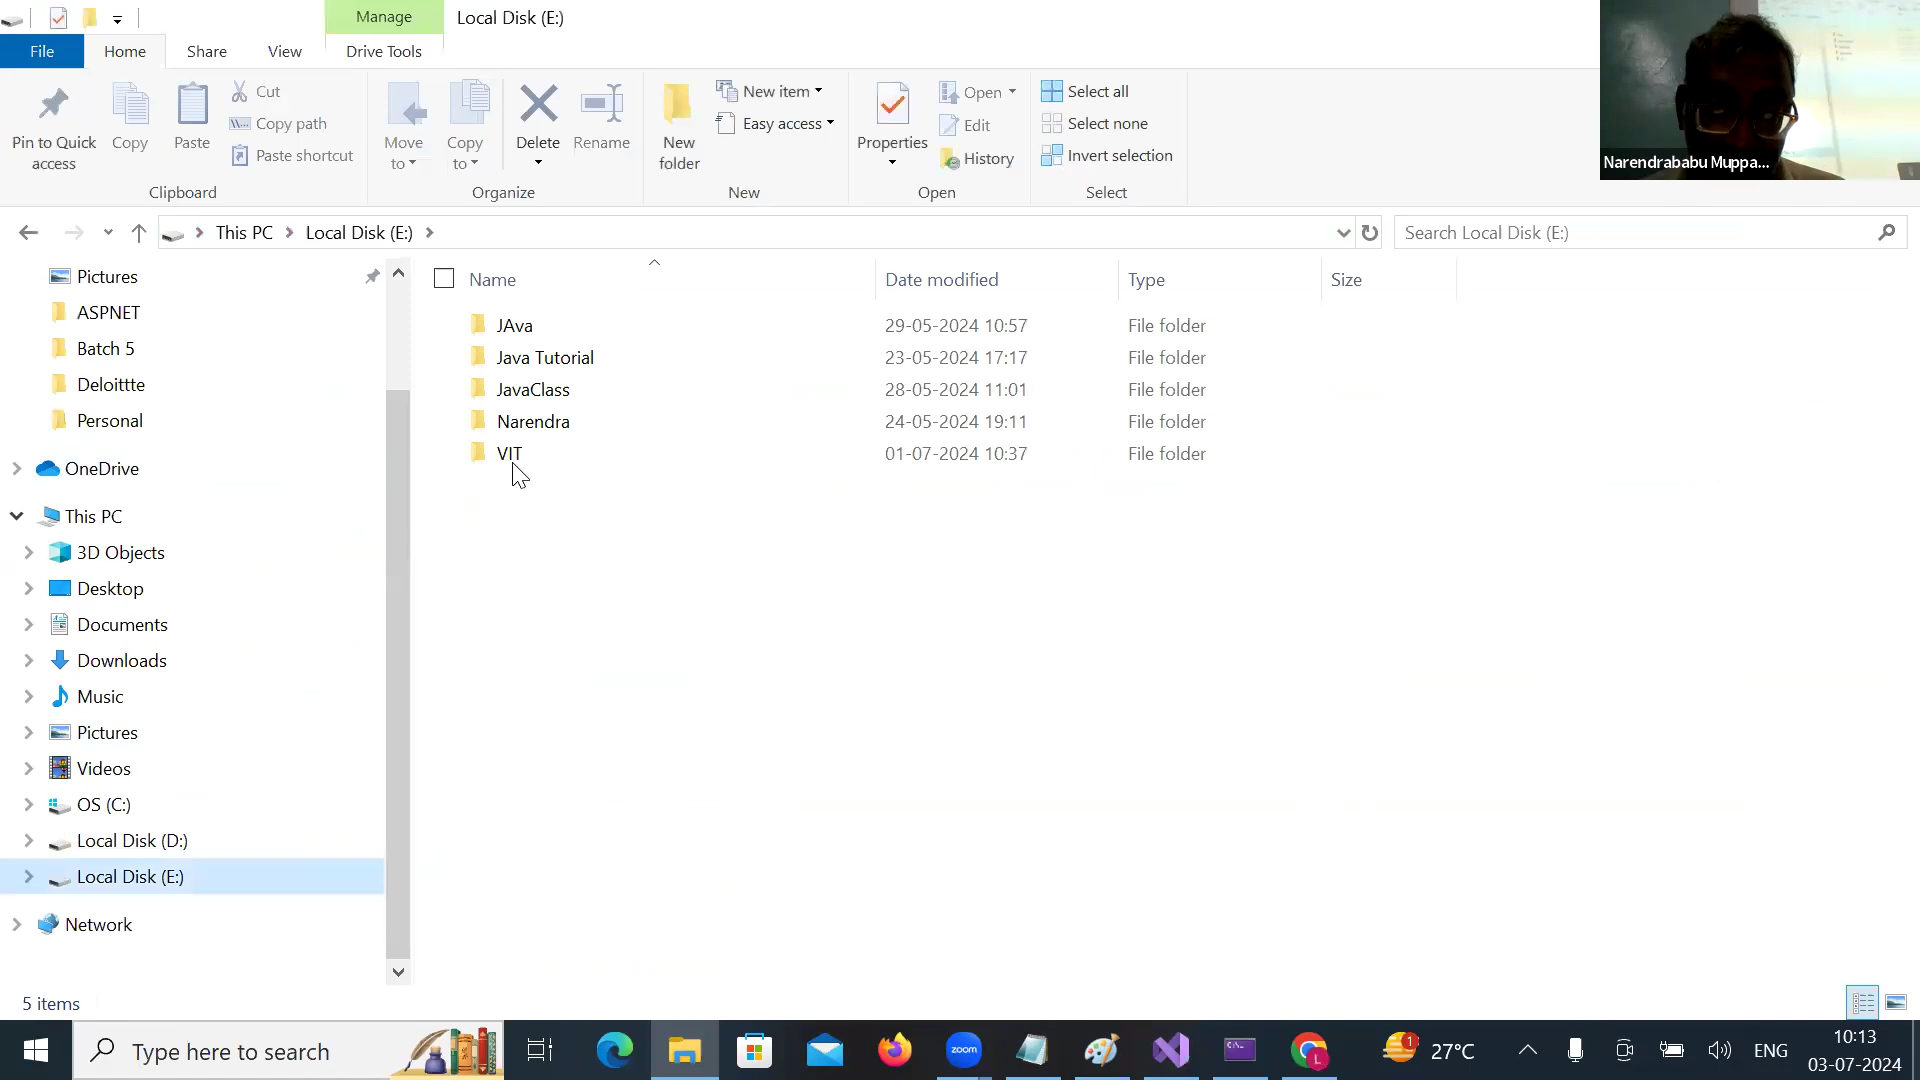 Manage
Local Disk (E:)
File
Home
Share
View
Drive Tools
Pin to Quick access
Copy
Paste
Cut
Copy path
Paste shortcut
Clipboard
Move to
Copy to
Delete
Rename
Organize
New folder
New item
Easy access
New
Properties
Open
Edit
History
Open
Select all
Select none
Invert selection
Select
Narendrababu Muppa...
This PC
Local Disk (E:)
Search Local Disk (E:)
Pictures
ASPNET
Batch 5
Deloittte
Personal
OneDrive
This PC
3D Objects
Desktop
Documents
Downloads
Music
Pictures
Videos
OS (C:)
Local Disk (D:)
Local Disk (E:)
Network
Name Date modified Type Size
JAva 29-05-2024 10:57 File folder
Java Tutorial 23-05-2024 17:17 File folder
JavaClass 28-05-2024 11:01 File folder
Narendra 24-05-2024 19:11 File folder
VIT 01-07-2024 10:37 File folder
5 items
Type here to search
zoom
L
1
27°C
ENG
10:13
03-07-2024